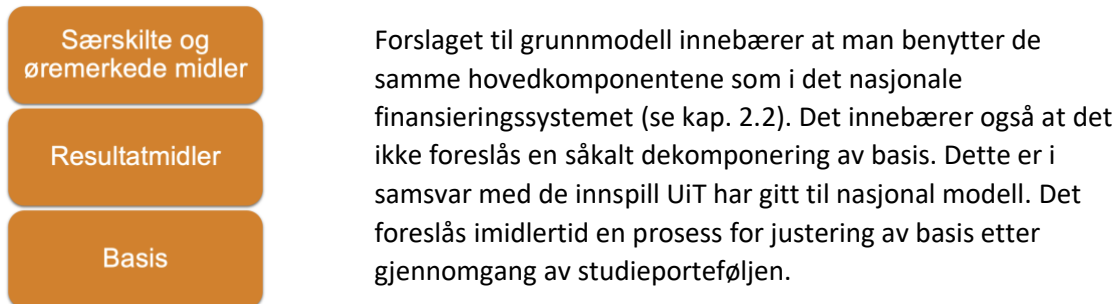 Særskilte og
øremerkede midler
Resultatmidler
Basis
Forslaget til grunnmodell innebærer at man benytter de
samme hovedkomponentene som i det nasjonale
finansieringssystemet (se kap. 2.2). Det innebærer også at det
ikke foreslås en såkalt dekomponering av basis. Dette er i
samsvar med de innspill UiT har gitt til nasjonal modell. Det
foreslås imidlertid en prosess for justering av basis etter
gjennomgang av studieporteføljen.